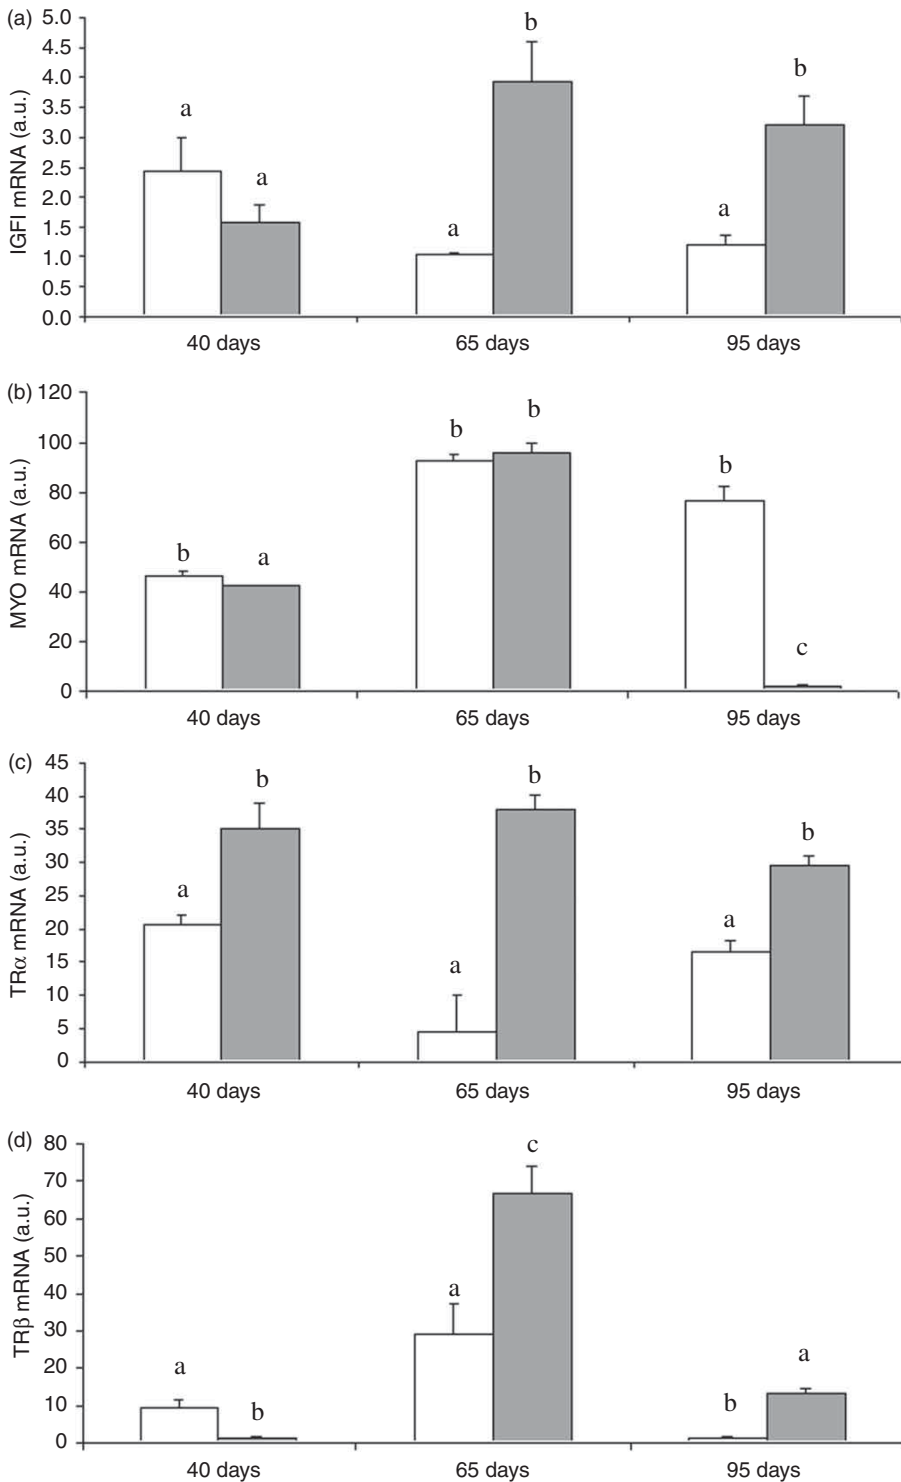 (a)
IGFI mRNA (a.u.)
5.0
4.5
4.0
3.5
3.0
2.5
2.0
1.5
1.0
0.5
0.0
a
a
a
b
a
b
40 days 65 days 95 days
(b)
MYO mRNA (a.u.)
120
100
80
60
40
20
0
b
a
b
b
b
c
40 days 65 days 95 days
(c)
TRα mRNA (a.u.)
45
40
35
30
25
20
15
10
5
0
a
b
a
b
a
b
40 days 65 days 95 days
(d)
TRβ mRNA (a.u.)
80
70
60
50
40
30
20
10
0
a
b
a
c
b
a
40 days 65 days 95 days